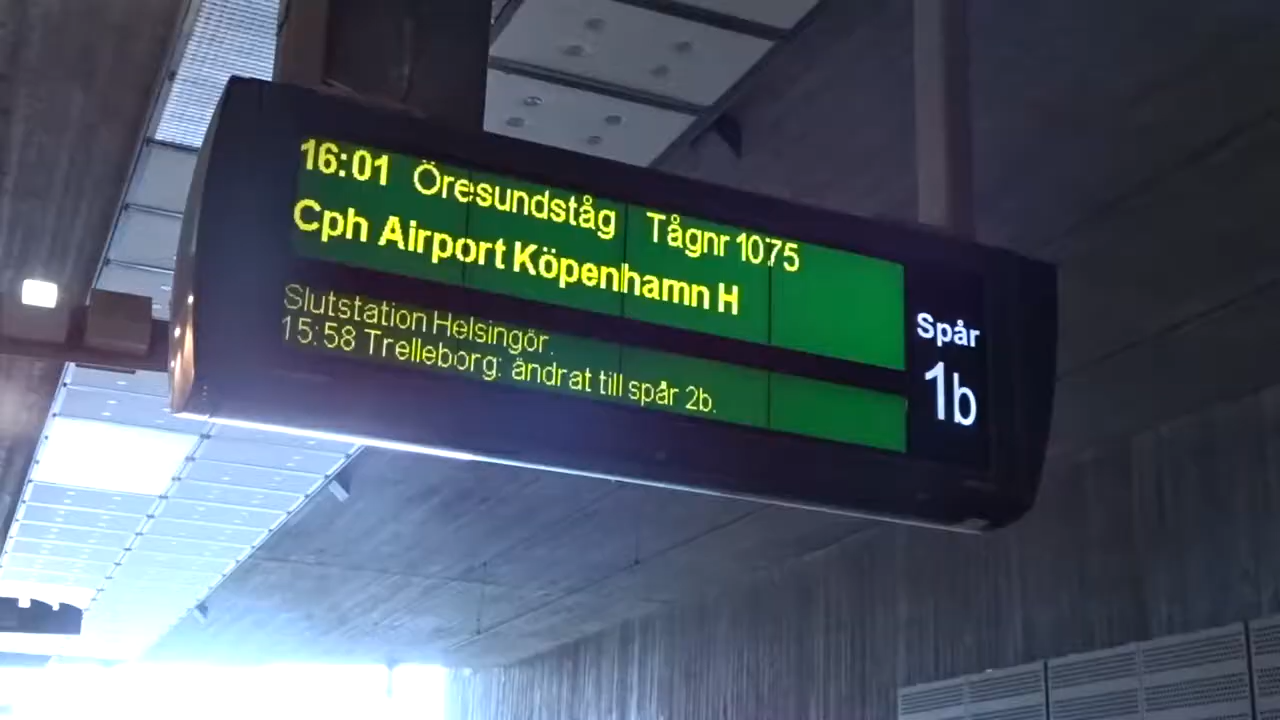 16:01 Öresundståg Tågnr 1075
Cph Airport Köpenhamn H
Slutstation Helsingör.
15:58 Trelleborg: ändrat till spår 2b.
Spår
1b